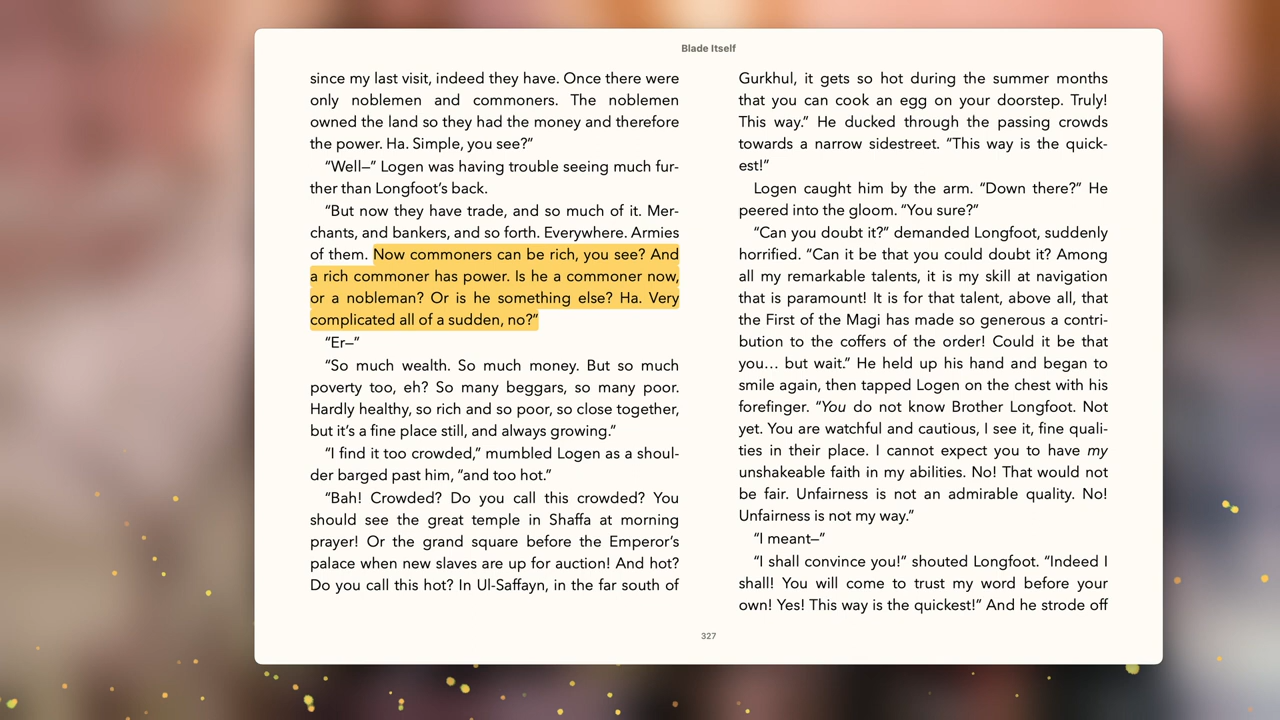 Blade Itself
since my last visit, indeed they have. Once there were
only noblemen and commoners. The noblemen
owned the land so they had the money and therefore
the power. Ha. Simple, you see?”
“Well—” Logen was having trouble seeing much fur-
ther than Longfoot’s back.
“But now they have trade, and so much of it. Mer-
chants, and bankers, and so forth. Everywhere. Armies
of them. Now commoners can be rich, you see? And
a rich commoner has power. Is he a commoner now,
or a nobleman? Or is he something else? Ha. Very
complicated all of a sudden, no?”
“Er—”
“So much wealth. So much money. But so much
poverty too, eh? So many beggars, so many poor.
Hardly healthy, so rich and so poor, so close together,
but it’s a fine place still, and always growing.”
“I find it too crowded,” mumbled Logen as a shoul-
der barged past him, “and too hot.”
“Bah! Crowded? Do you call this crowded? You
should see the great temple in Shaffa at morning
prayer! Or the grand square before the Emperor’s
palace when new slaves are up for auction! And hot?
Do you call this hot? In Ul-Saffayn, in the far south of
Gurkhul, it gets so hot during the summer months
that you can cook an egg on your doorstep. Truly!
This way.” He ducked through the passing crowds
towards a narrow sidestreet. “This way is the quick-
est!”
Logen caught him by the arm. “Down there?” He
peered into the gloom. “You sure?”
“Can you doubt it?” demanded Longfoot, suddenly
horrified. “Can it be that you could doubt it? Among
all my remarkable talents, it is my skill at navigation
that is paramount! It is for that talent, above all, that
the First of the Magi has made so generous a contri-
bution to the coffers of the order! Could it be that
you… but wait.” He held up his hand and began to
smile again, then tapped Logen on the chest with his
forefinger. “You do not know Brother Longfoot. Not
yet. You are watchful and cautious, I see it, fine quali-
ties in their place. I cannot expect you to have my
unshakeable faith in my abilities. No! That would not
be fair. Unfairness is not an admirable quality. No!
Unfairness is not my way.”
“I meant—”
“I shall convince you!” shouted Longfoot. “Indeed I
shall! You will come to trust my word before your
own! Yes! This way is the quickest!” And he strode off
327